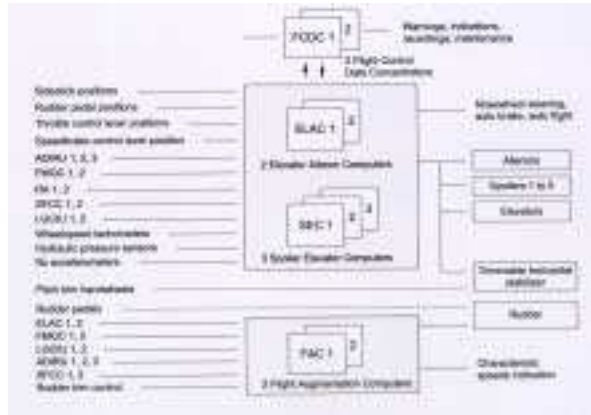 FCDC 1
2
Warnings, indications,
recordings, maintenance
2 Flight Control
Data Concentrators
Sidestick positions
Rudder pedal positions
Throttle control lever positions
Speedbrake control lever position
ADIRU 1, 2, 3
FMGC 1, 2
RA 1, 2
SFCC 1, 2
LGCIU 1, 2
Wheelspeed tachometers
Hydraulic pressure sensors
Nz accelerometers
Pitch trim handwheels
ELAC 1
2
2 Elevator Aileron Computers
SEC 1
2
3
3 Spoiler Elevator Computers
Nosewheel steering,
auto brake, auto flight
Ailerons
Spoilers 1 to 5
Elevators
Trimmable horizontal
stabilizer
Rudder
Rudder pedals
ELAC 1, 2
FMGC 1, 2
LGCIU 1, 2
ADIRU 1, 2, 3
SFCC 1, 2
Rudder trim control
FAC 1
2
2 Flight Augmentation Computers
Characteristic
speeds indication